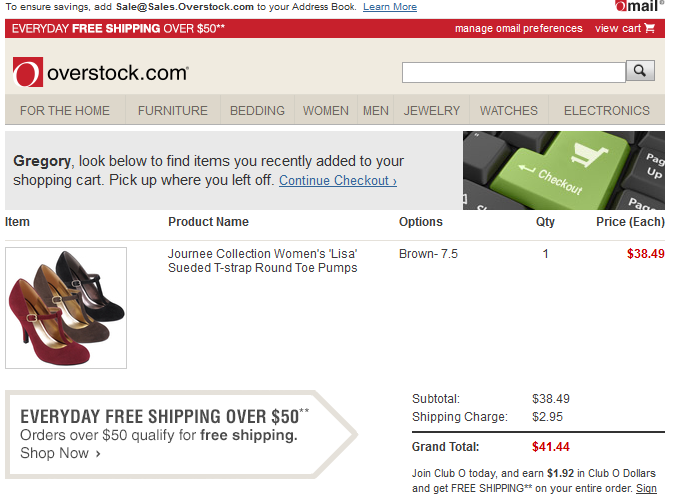 To ensure savings, add Sale@Sales.Overstock.com to your Address Book. Learn More
Omail®
EVERYDAY FREE SHIPPING OVER $50**
manage omail preferences view cart
overstock.com®
FOR THE HOME FURNITURE BEDDING WOMEN MEN JEWELRY WATCHES ELECTRONICS
Gregory, look below to find items you recently added to your
shopping cart. Pick up where you left off. Continue Checkout ›
Checkout
Pag
Up
Page
Item Product Name Options Qty Price (Each)
Journee Collection Women's 'Lisa' Brown- 7.5 1 $38.49
Sueded T-strap Round Toe Pumps
EVERYDAY FREE SHIPPING OVER $50**
Orders over $50 qualify for free shipping.
Shop Now ›
Subtotal: $38.49
Shipping Charge: $2.95
Grand Total: $41.44
Join Club O today, and earn $1.92 in Club O Dollars
and get FREE SHIPPING** on your entire order. Sign